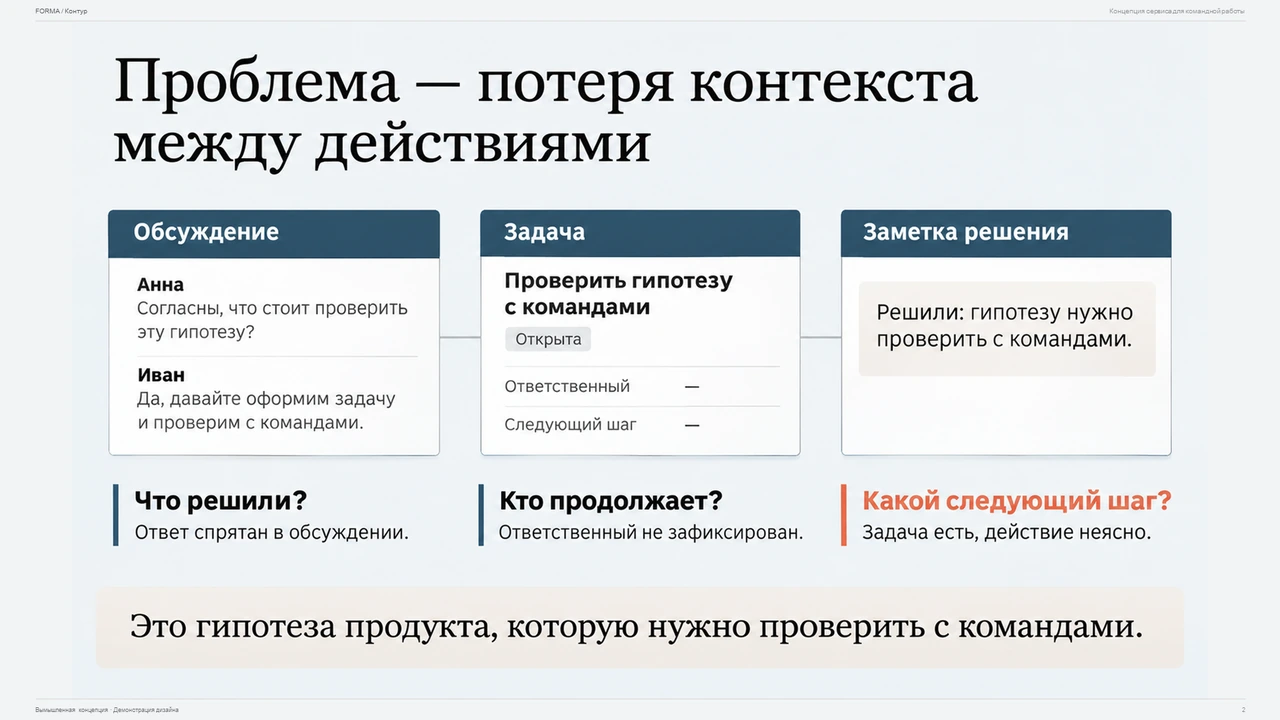 FORMA / Контур
Концепция сервиса для командной работы
Проблема — потеря контекста
между действиями
Обсуждение
Анна
Согласны, что стоит проверить
эту гипотезу?
Иван
Да, давайте оформим задачу
и проверим с командами.
Задача
Проверить гипотезу
с командами
Открыта
Ответственный —
Следующий шаг —
Заметка решения
Решили: гипотезу нужно
проверить с командами.
Что решили?
Ответ спрятан в обсуждении.
Кто продолжает?
Ответственный не зафиксирован.
Какой следующий шаг?
Задача есть, действие неясно.
Это гипотеза продукта, которую нужно проверить с командами.
Вымышленная концепция · Демонстрация дизайна
2